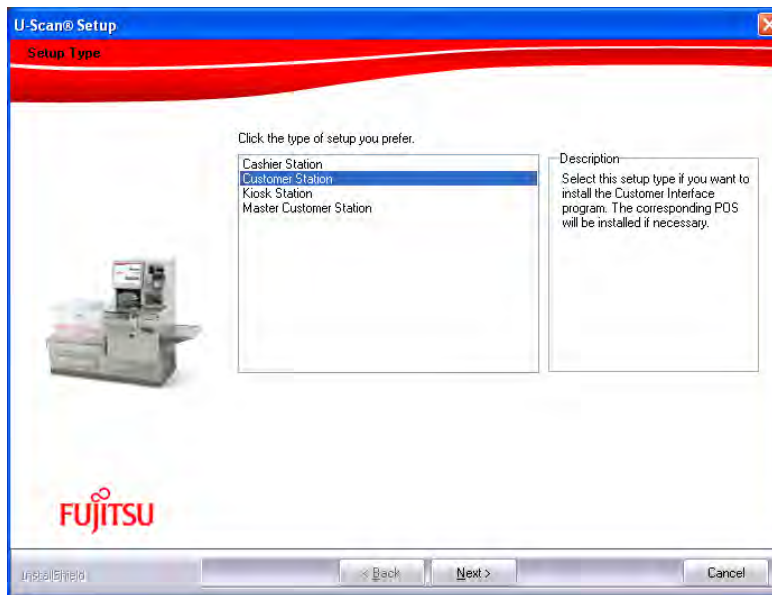 U-Scan® Setup
Setup Type
Click the type of setup you prefer.
Cashier Station
Customer Station
Kiosk Station
Master Customer Station
Description
Select this setup type if you want to
install the Customer Interface
program. The corresponding POS
will be installed if necessary.
FUJITSU
InstallShield
< Back
Next >
Cancel